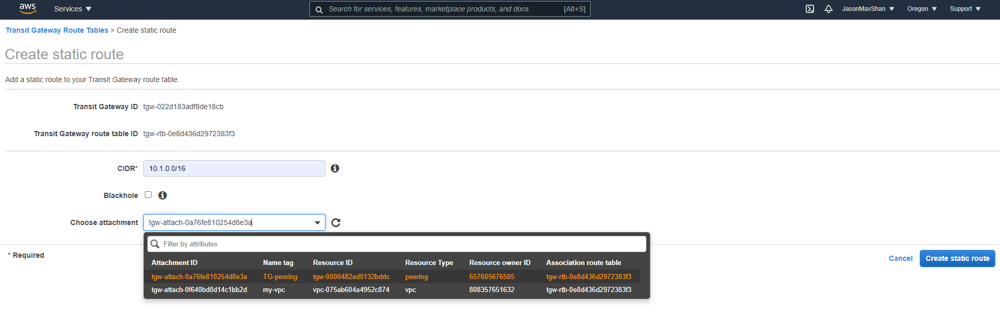 aws Services Search for services, features, marketplace products, and docs [Alt+S] JasonMaxShan Oregon Support
Transit Gateway Route Tables > Create static route
Create static route
Add a static route to your Transit Gateway route table.
Transit Gateway ID tgw-022d183adf8de18cb
Transit Gateway route table ID tgw-rtb-0e8d436d2972383f3
CIDR* 10.1.0.0/16
Blackhole
Choose attachment tgw-attach-0a76fe810254d8e3a
Filter by attributes
* Required
Attachment ID Name tag Resource ID Resource Type Resource owner ID Association route table
tgw-attach-0a76fe810254d8e3a TG-peering tgw-0000482ed0132bddc peering 657605676505 tgw-rtb-0e8d436d2972383f3
tgw-attach-0f640bd8d14c1bb2d my-vpc vpc-075ab604a4952c874 vpc 808357651632 tgw-rtb-0e8d436d2972383f3
Cancel Create static route